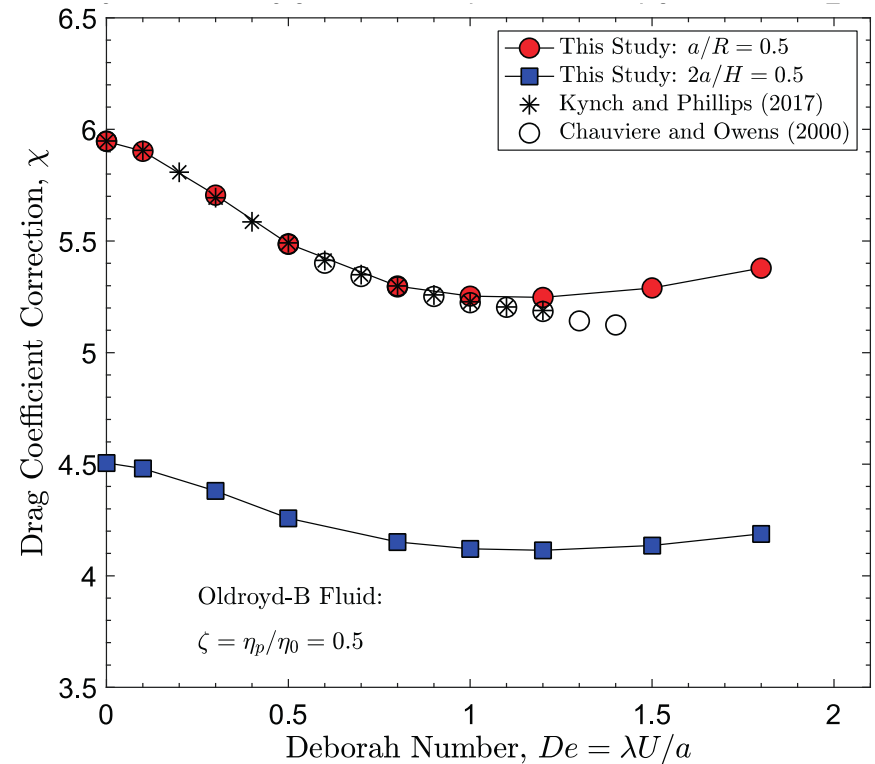 This Study: a/R = 0.5
This Study: 2a/H = 0.5
Kynch and Phillips (2017)
Chauviere and Owens (2000)
6.5
6
5.5
5
4.5
4
3.5
Drag Coefficient Correction, χ
Oldroyd-B Fluid:
ζ = ηp/η0 = 0.5
0
0.5
1
1.5
2
Deborah Number, De = λU/a